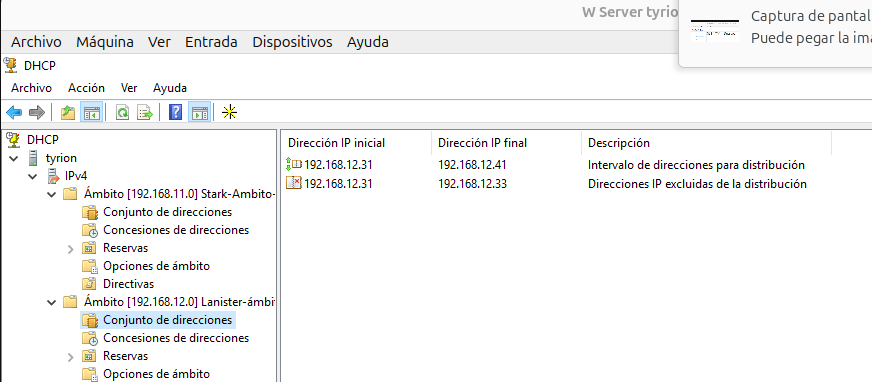 W Server tyrio
Captura de pantal
Puede pegar la ima
Archivo Máquina Ver Entrada Dispositivos Ayuda
DHCP
Archivo Acción Ver Ayuda
DHCP
tyrion
IPv4
Ámbito [192.168.11.0] Stark-Ambito-
Conjunto de direcciones
Concesiones de direcciones
Reservas
Opciones de ámbito
Directivas
Ámbito [192.168.12.0] Lanister-ámbi
Conjunto de direcciones
Concesiones de direcciones
Reservas
Opciones de ámbito
Dirección IP inicial Dirección IP final Descripción
192.168.12.31 192.168.12.41 Intervalo de direcciones para distribución
192.168.12.31 192.168.12.33 Direcciones IP excluidas de la distribución